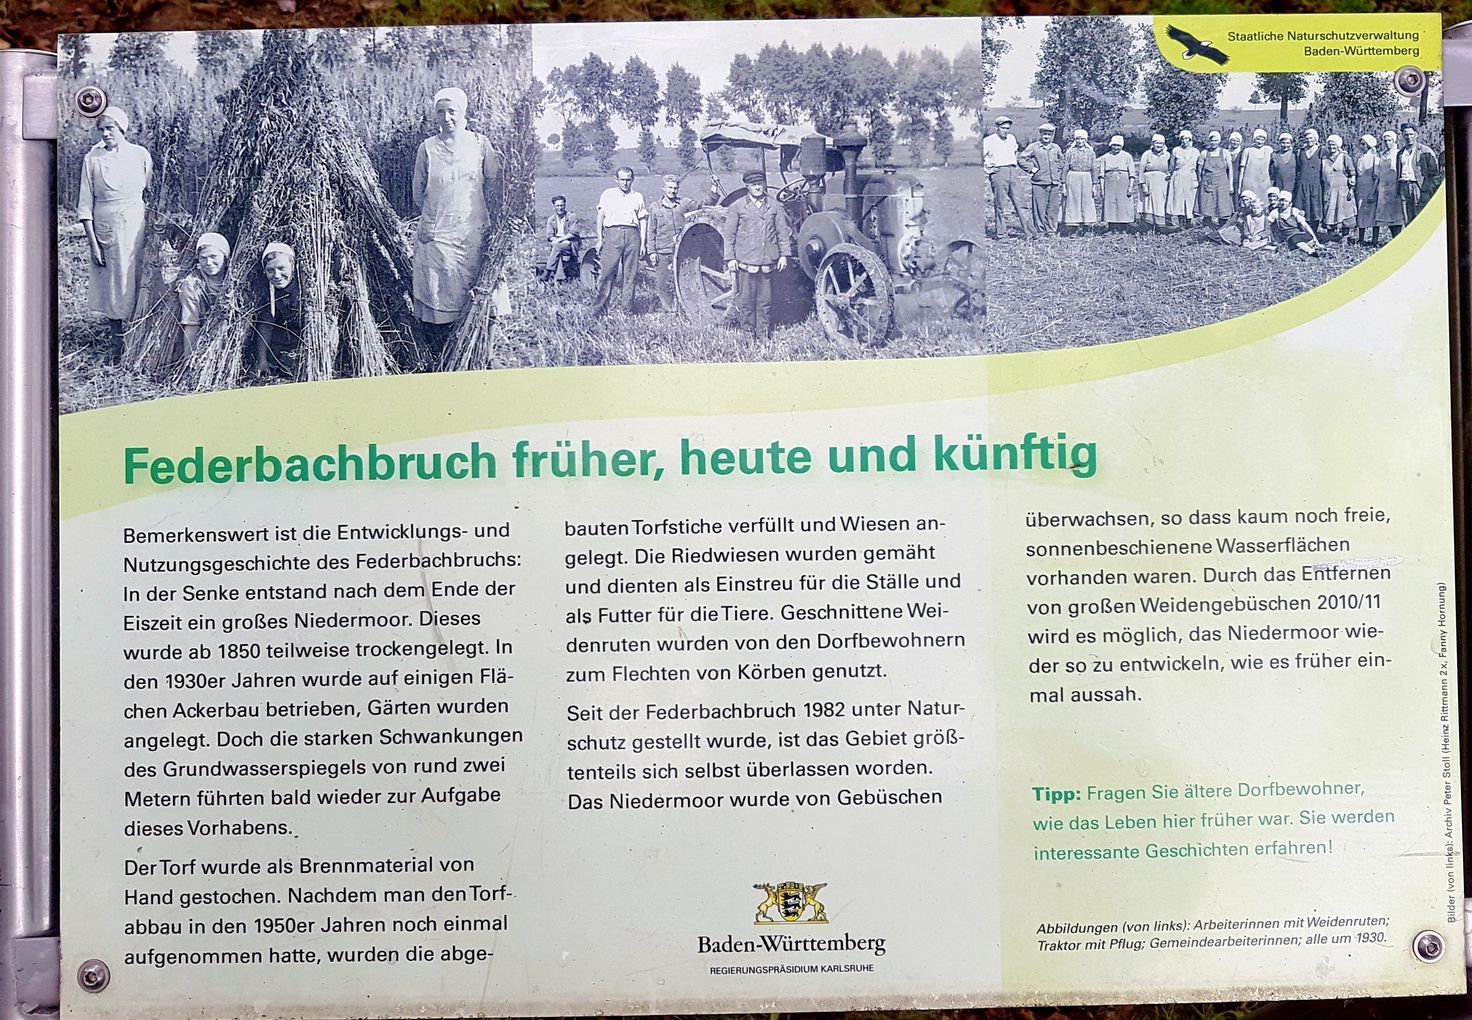 Staatliche Naturschutzverwaltung
Baden-Württemberg
Federbachbruch früher, heute und künftig
Bemerkenswert ist die Entwicklungs- und
Nutzungsgeschichte des Federbachbruchs:
In der Senke entstand nach dem Ende der
Eiszeit ein großes Niedermoor. Dieses
wurde ab 1850 teilweise trockengelegt. In
den 1930er Jahren wurde auf einigen Flä-
chen Ackerbau betrieben, Gärten wurden
angelegt. Doch die starken Schwankungen
des Grundwasserspiegels von rund zwei
Metern führten bald wieder zur Aufgabe
dieses Vorhabens.
Der Torf wurde als Brennmaterial von
Hand gestochen. Nachdem man den Torf-
abbau in den 1950er Jahren noch einmal
aufgenommen hatte, wurden die abge-
bauten Torfstiche verfüllt und Wiesen an-
gelegt. Die Riedwiesen wurden gemäht
und dienten als Einstreu für die Ställe und
als Futter für die Tiere. Geschnittene Wei-
denruten wurden von den Dorfbewohnern
zum Flechten von Körben genutzt.
Seit der Federbachbruch 1982 unter Natur-
schutz gestellt wurde, ist das Gebiet größ-
tenteils sich selbst überlassen worden.
Das Niedermoor wurde von Gebüschen
überwachsen, so dass kaum noch freie,
sonnenbeschienene Wasserflächen
vorhanden waren. Durch das Entfernen
von großen Weidengebüschen 2010/11
wird es möglich, das Niedermoor wie-
der so zu entwickeln, wie es früher ein-
mal aussah.
Tipp: Fragen Sie ältere Dorfbewohner,
wie das Leben hier früher war. Sie werden
interessante Geschichten erfahren!
Abbildungen (von links): Arbeiterinnen mit Weidenruten;
Traktor mit Pflug; Gemeindearbeiterinnen; alle um 1930.
Bilder (von links): Archiv Peter Stoll (Heinz Rittmann 2 x, Fanny Hornung)
Baden-Württemberg
REGIERUNGSPRÄSIDIUM KARLSRUHE